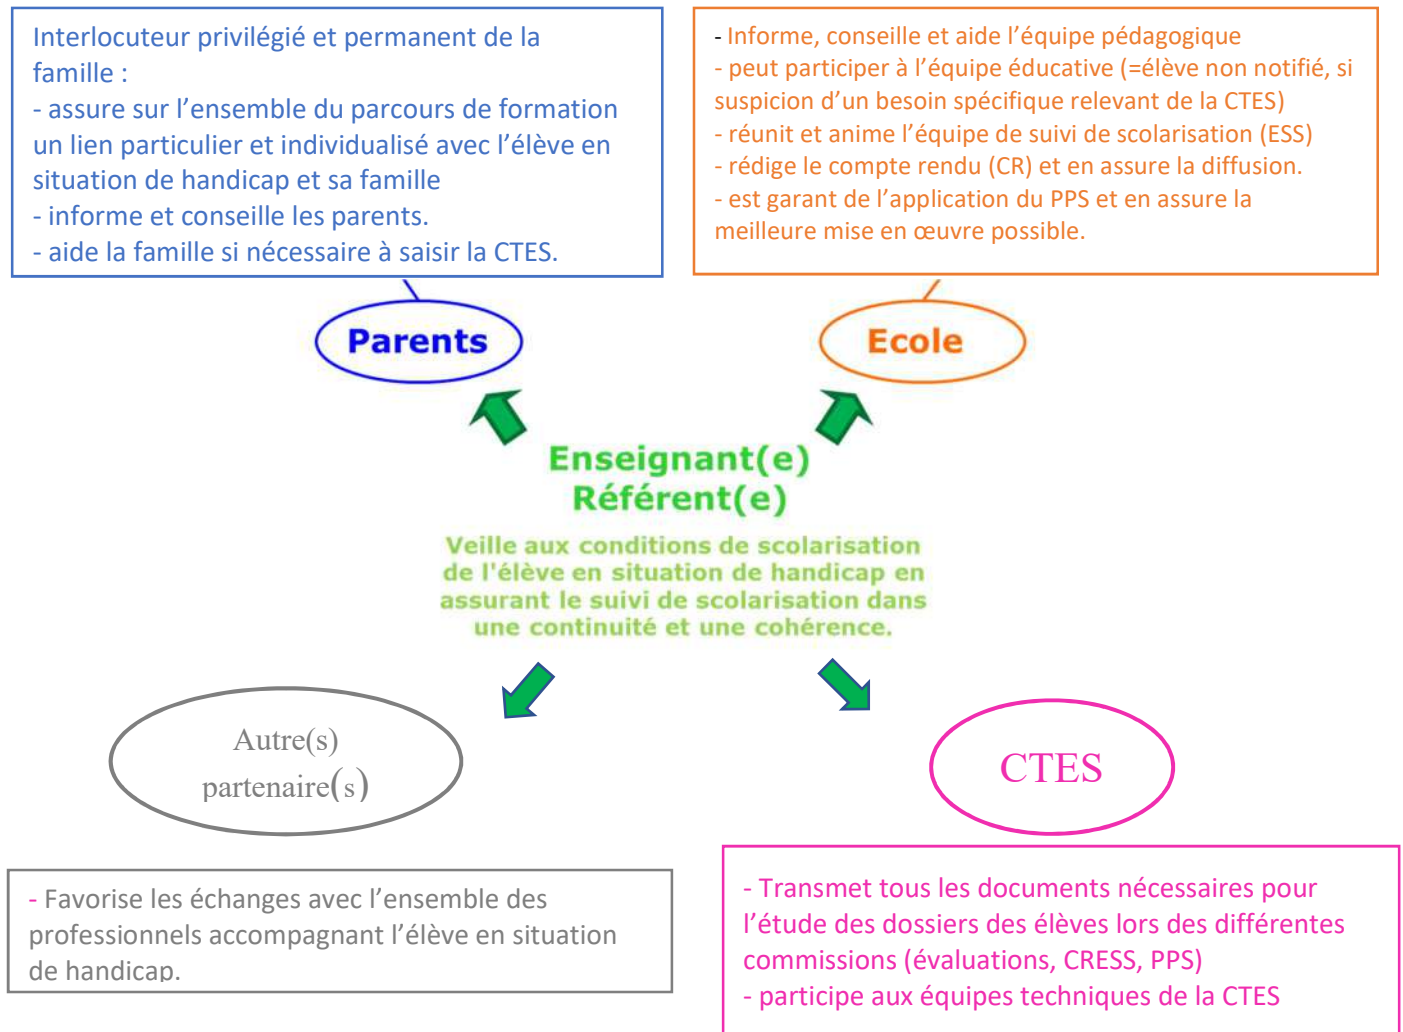 Interlocuteur privilégié et permanent de la
famille :
- assure sur l’ensemble du parcours de formation
un lien particulier et individualisé avec l’élève en
situation de handicap et sa famille
- informe et conseille les parents.
- aide la famille si nécessaire à saisir la CTES.
- Informe, conseille et aide l’équipe pédagogique
- peut participer à l’équipe éducative (=élève non notifié, si
suspicion d’un besoin spécifique relevant de la CTES)
- réunit et anime l’équipe de suivi de scolarisation (ESS)
- rédige le compte rendu (CR) et en assure la diffusion.
- est garant de l’application du PPS et en assure la
meilleure mise en œuvre possible.
Parents
Ecole
Enseignant(e)
Référent(e)
Veille aux conditions de scolarisation
de l'élève en situation de handicap en
assurant le suivi de scolarisation dans
une continuité et une cohérence.
Autre(s)
partenaire(s)
CTES
- Favorise les échanges avec l’ensemble des
professionnels accompagnant l’élève en situation
de handicap.
- Transmet tous les documents nécessaires pour
l’étude des dossiers des élèves lors des différentes
commissions (évaluations, CRESS, PPS)
- participe aux équipes techniques de la CTES